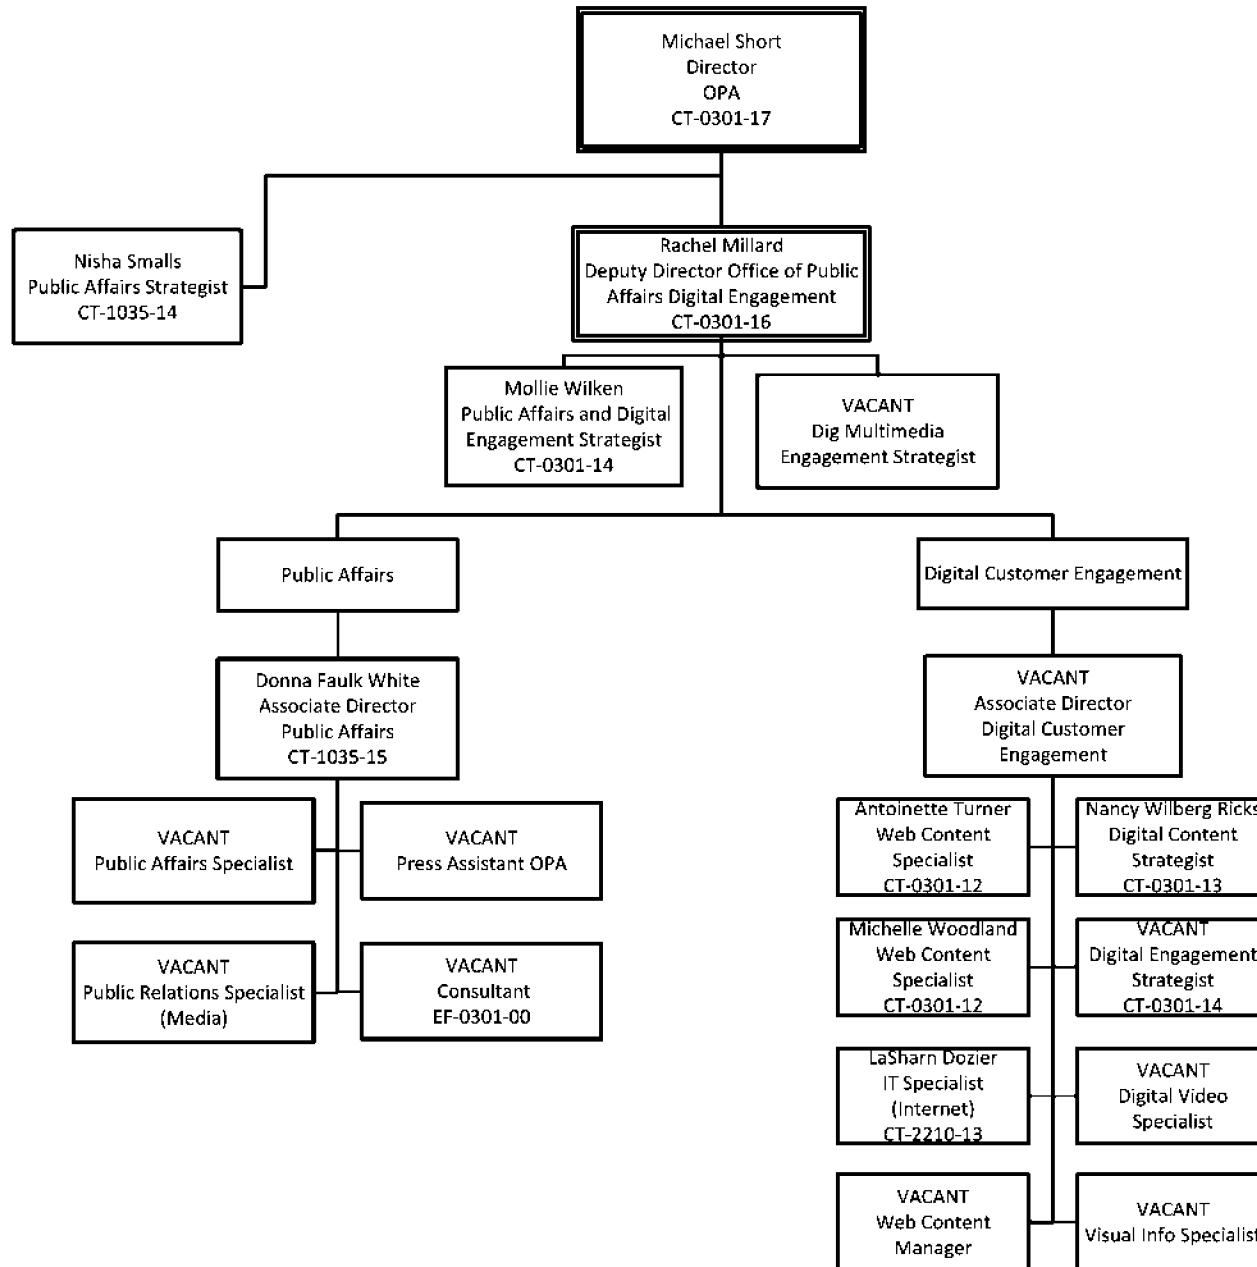 Michael Short
Director
OPA
CT-0301-17
Nisha Smalls
Public Affairs Strategist
CT-1035-14
Rachel Millard
Deputy Director Office of Public
Affairs Digital Engagement
CT-0301-16
Mollie Wilken
Public Affairs and Digital
Engagement Strategist
CT-0301-14
VACANT
Dig Multimedia
Engagement Strategist
Public Affairs
Digital Customer Engagement
Donna Faulk White
Associate Director
Public Affairs
CT-1035-15
VACANT
Associate Director
Digital Customer
Engagement
VACANT
Public Affairs Specialist
VACANT
Press Assistant OPA
VACANT
Public Relations Specialist
(Media)
VACANT
Consultant
EF-0301-00
Antoinette Turner
Web Content
Specialist
CT-0301-12
Nancy Wilberg Ricks
Digital Content
Strategist
CT-0301-13
Michelle Woodland
Web Content
Specialist
CT-0301-12
VACANT
Digital Engagement
Strategist
CT-0301-14
LaSharn Dozier
IT Specialist
(Internet)
CT-2210-13
VACANT
Digital Video
Specialist
VACANT
Web Content
Manager
VACANT
Visual Info Specialist